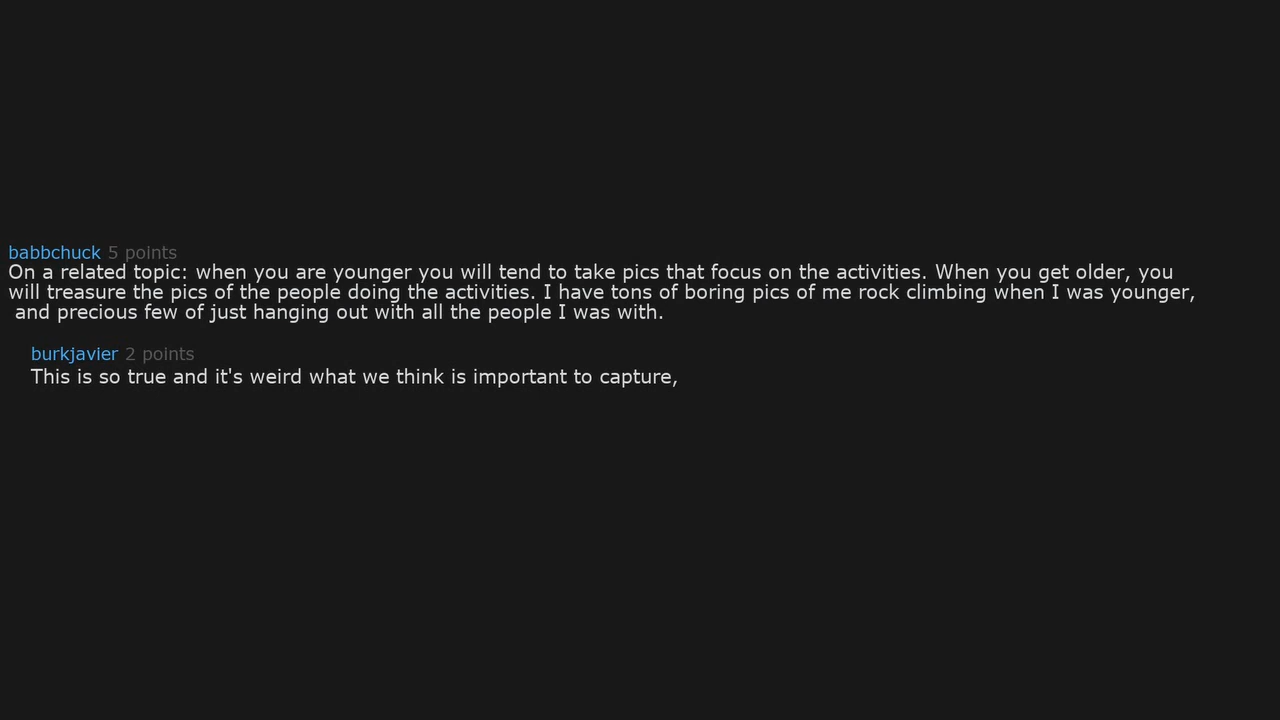 babbchuck 5 points
On a related topic: when you are younger you will tend to take pics that focus on the activities. When you get older, you
will treasure the pics of the people doing the activities. I have tons of boring pics of me rock climbing when I was younger,
and precious few of just hanging out with all the people I was with.
burkjavier 2 points
This is so true and it's weird what we think is important to capture,